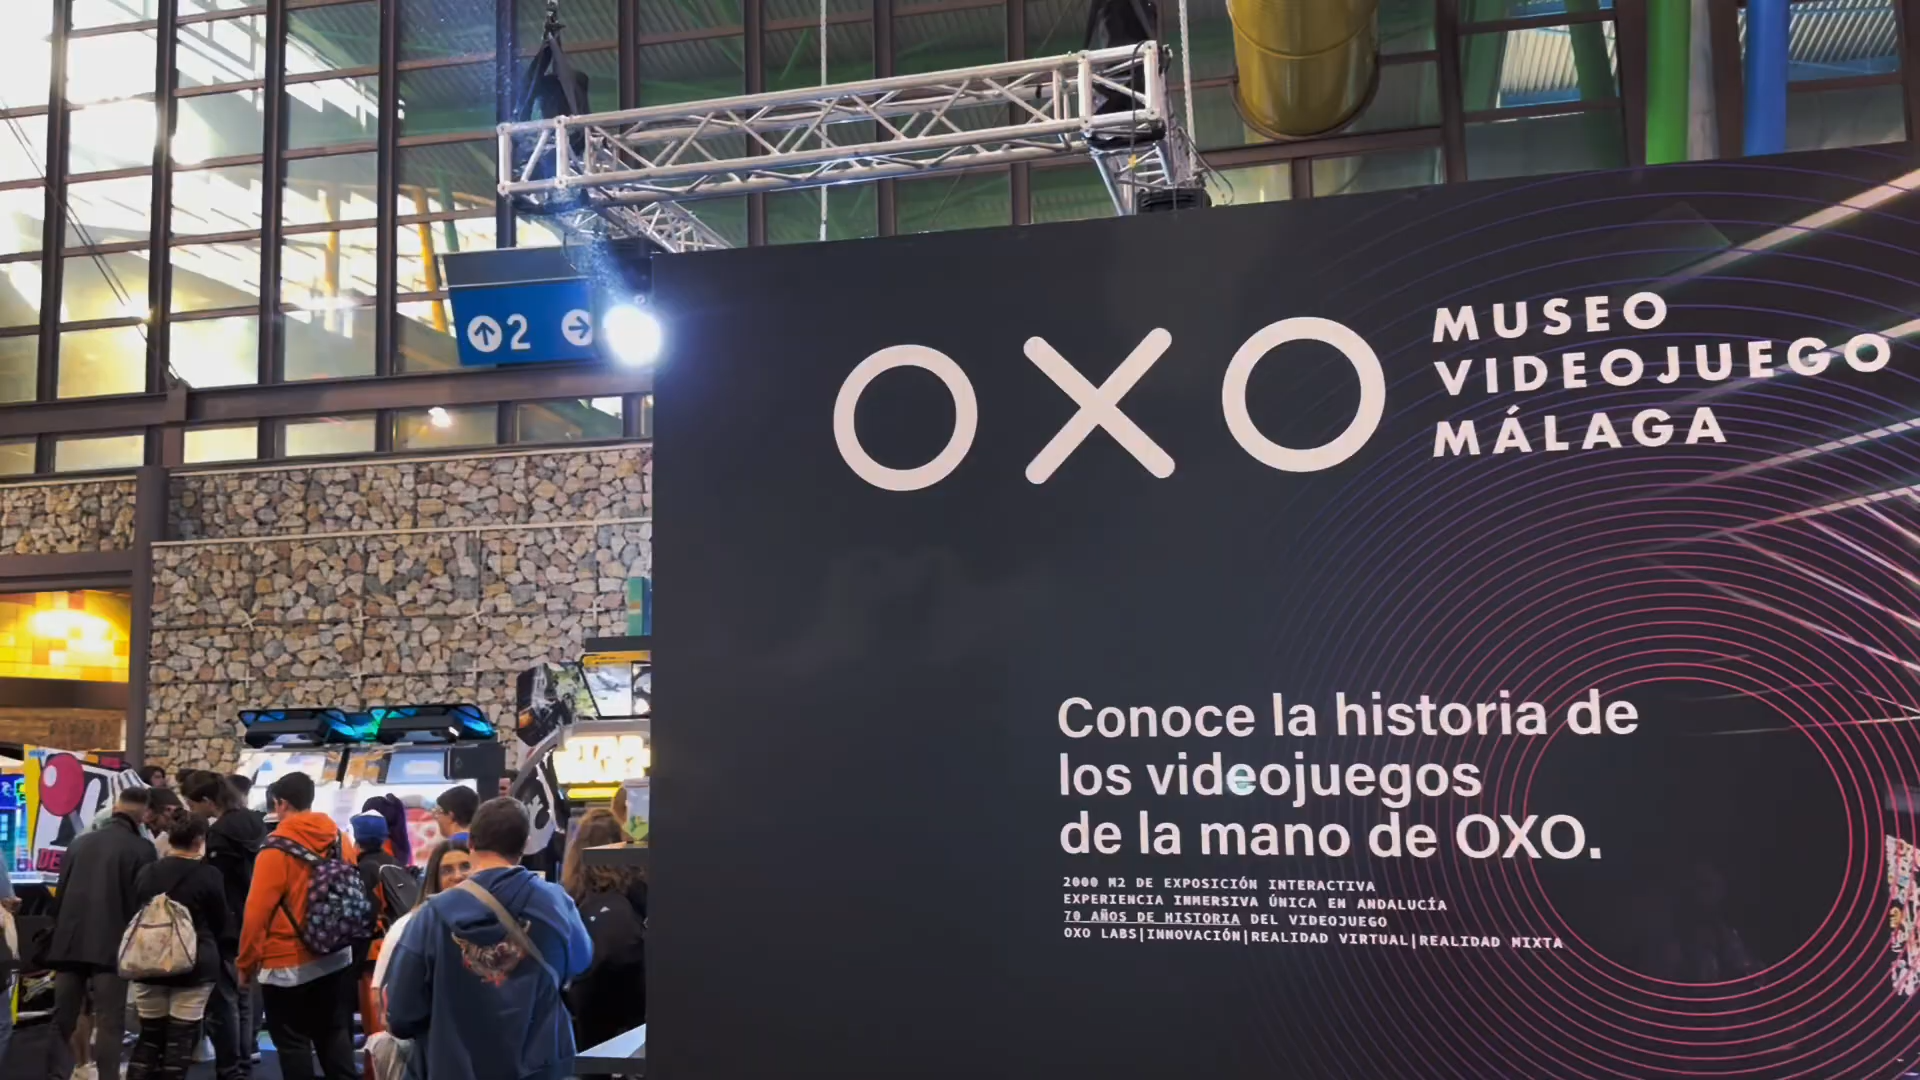 2
OXO
MUSEO
VIDEOJUEGO
MÁLAGA
Conoce la historia de
los videojuegos
de la mano de OXO.
2000 M2 DE EXPOSICIÓN INTERACTIVA
EXPERIENCIA INMERSIVA ÚNICA EN ANDALUCÍA
70 AÑOS DE HISTORIA DEL VIDEOJUEGO
OXO LABS|INNOVACIÓN|REALIDAD VIRTUAL|REALIDAD MIXTA
STAR
DE